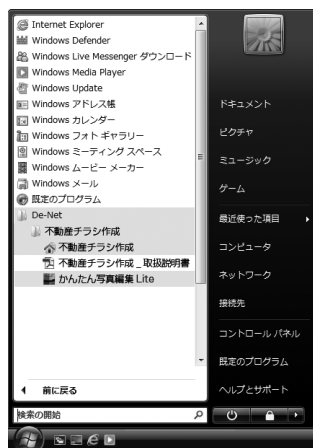 Internet Explorer
Windows Defender
Windows Live Messenger ダウンロード
Windows Media Player
Windows Update
Windows アドレス帳
Windows カレンダー
Windows フォト ギャラリー
Windows ミーティング スペース
Windows ムービー メーカー
Windows メール
既定のプログラム
De-Net
不動産チラシ作成
不動産チラシ作成
不動産チラシ作成 _ 取扱説明書
かんたん写真編集 Lite
前に戻る
検索の開始
ドキュメント
ピクチャ
ミュージック
ゲーム
最近使った項目
コンピュータ
ネットワーク
接続先
コントロール パネル
既定のプログラム
ヘルプとサポート